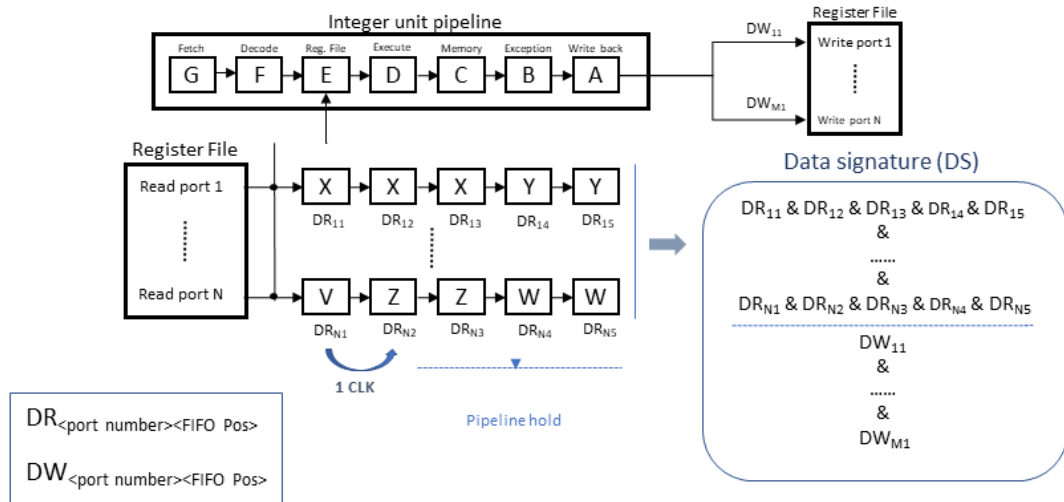 Integer unit pipeline
Fetch Decode Reg. File Execute Memory Exception Write back
G F E D C B A
DW11
DWM1
Register File
Write port 1
Write port N
Register File
Read port 1
Read port N
X X X Y Y
DR11 DR12 DR13 DR14 DR15
V Z Z W W
DRN1 DRN2 DRN3 DRN4 DRN5
1 CLK
Pipeline hold
Data signature (DS)
DR11 & DR12 & DR13 & DR14 & DR15
&
......
&
DRN1 & DRN2 & DRN3 & DRN4 & DRN5
DW11
&
......
&
DWM1
DR<port number><FIFO Pos>
DW<port number><FIFO Pos>